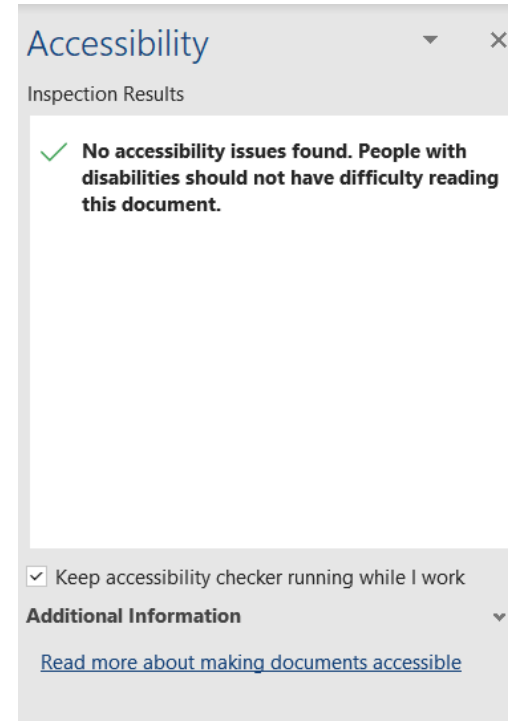 Accessibility
Inspection Results
No accessibility issues found. People with
disabilities should not have difficulty reading
this document.
Keep accessibility checker running while I work
Additional Information
Read more about making documents accessible